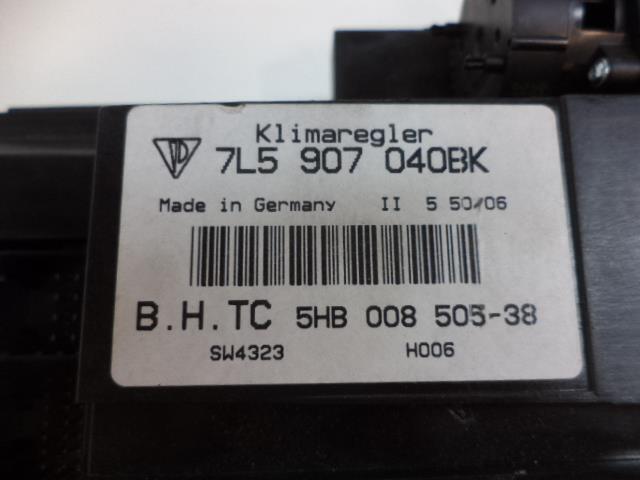 Klimaregler
7L5 907 040BK
Made in Germany II 5 50/06
B.H.TC 5HB 008 505-38
SW4323 H006